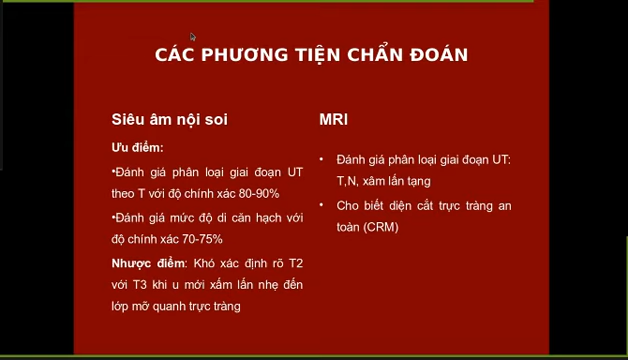 CÁC PHƯƠNG TIỆN CHẨN ĐOÁN
Siêu âm nội soi
Ưu điểm:
•Đánh giá phân loại giai đoạn UT
theo T với độ chính xác 80-90%
•Đánh giá mức độ di căn hạch với
độ chính xác 70-75%
Nhược điểm: Khó xác định rõ T2
với T3 khi u mới xấm lấn nhẹ đến
lớp mỡ quanh trực tràng
MRI
• Đánh giá phân loại giai đoạn UT:
T,N, xâm lấn tạng
• Cho biết diện cắt trực tràng an
toàn (CRM)